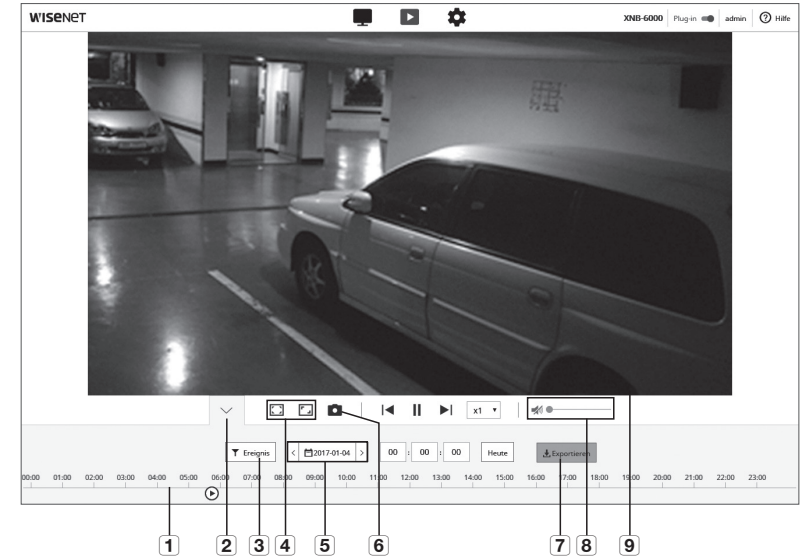 WISENET
XNB-6000 Plug-in admin ? Hilfe
x1 ▼
Ereignis < 2017-01-04 > 00 : 00 : 00 Heute Exportieren
00:00 01:00 02:00 03:00 04:00 05:00 06:00 07:00 08:00 09:00 10:00 11:00 12:00 13:00 14:00 15:00 16:00 17:00 18:00 19:00 20:00 21:00 22:00 23:00
1 2 3 4 5 6 7 8 9